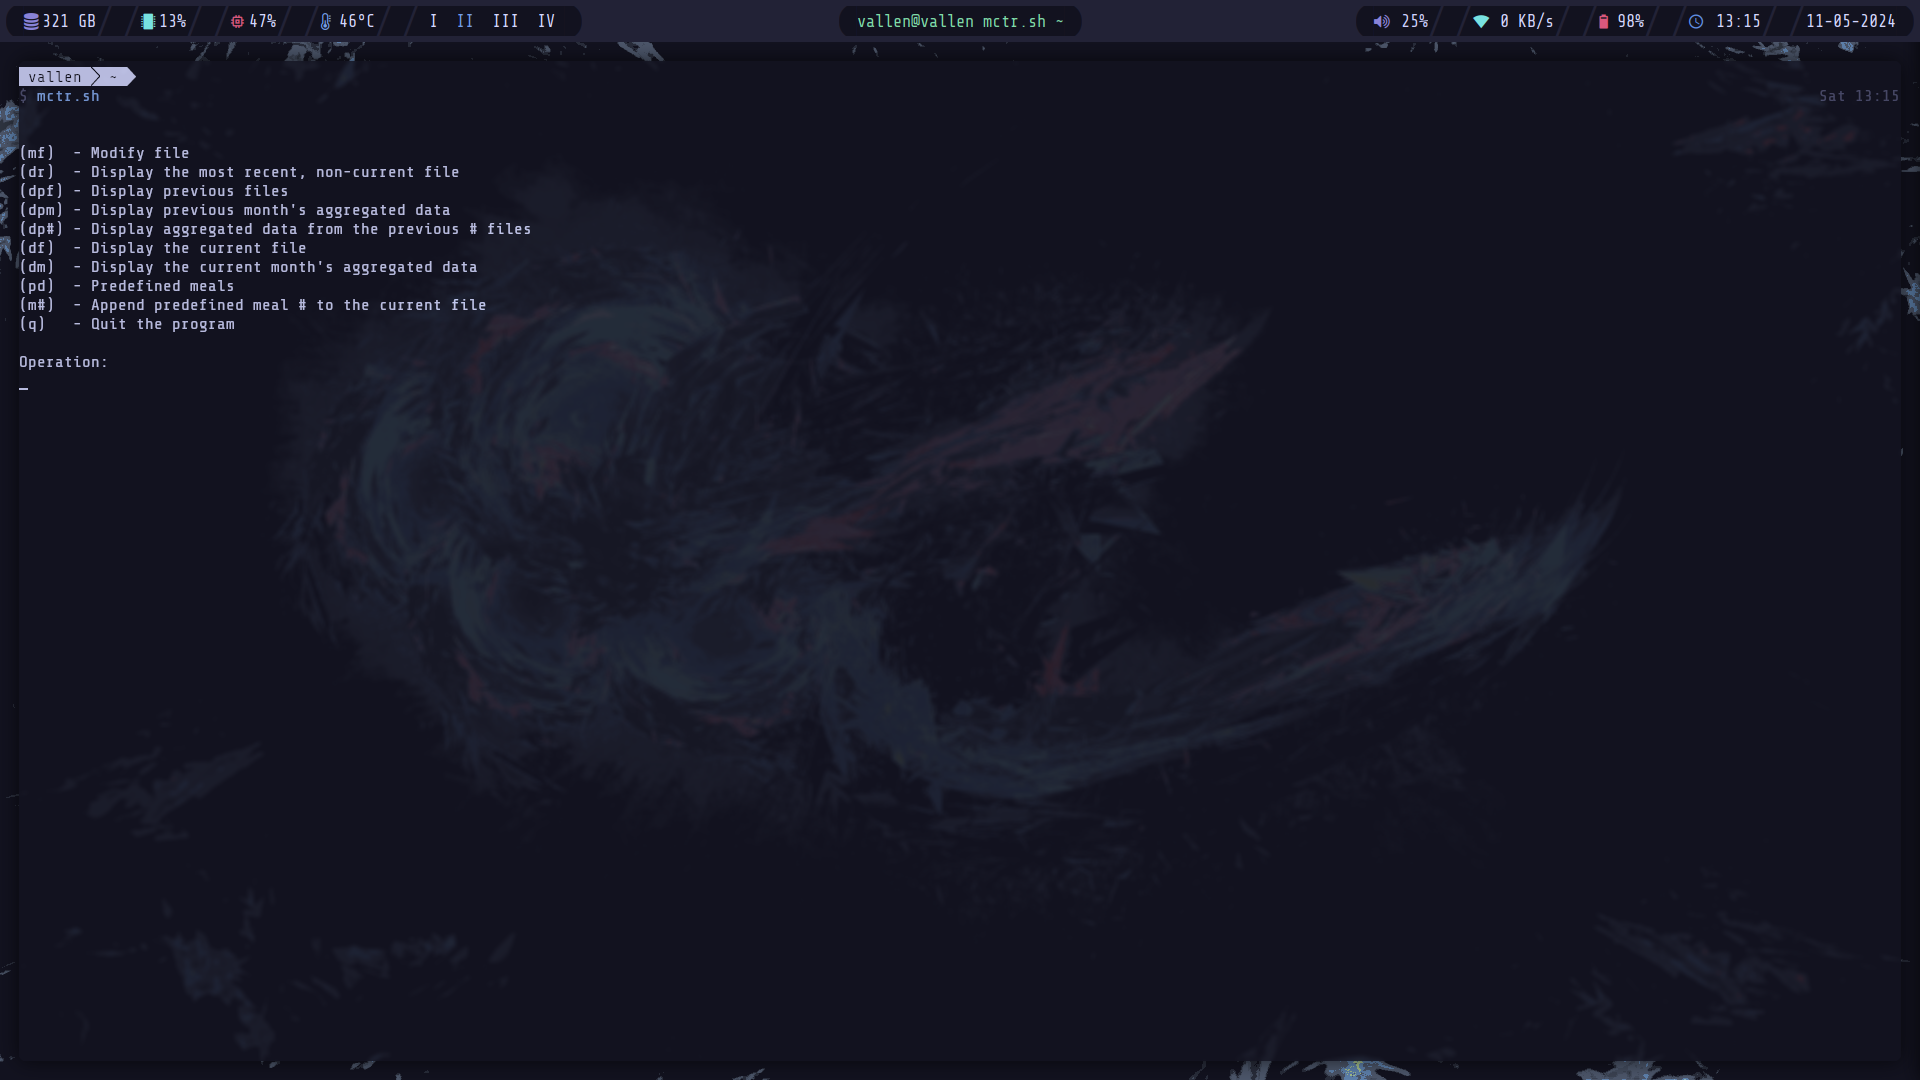 321 GB 13% 47% 46°C I II III IV vallen@vallen mctr.sh ~ 25% 0 KB/s 98% 13:15 11-05-2024
vallen ~
$ mctr.sh Sat 13:15
(mf) - Modify file
(dr) - Display the most recent, non-current file
(dpf) - Display previous files
(dpm) - Display previous month's aggregated data
(dp#) - Display aggregated data from the previous # files
(df) - Display the current file
(dm) - Display the current month's aggregated data
(pd) - Predefined meals
(m#) - Append predefined meal # to the current file
(q) - Quit the program
Operation: